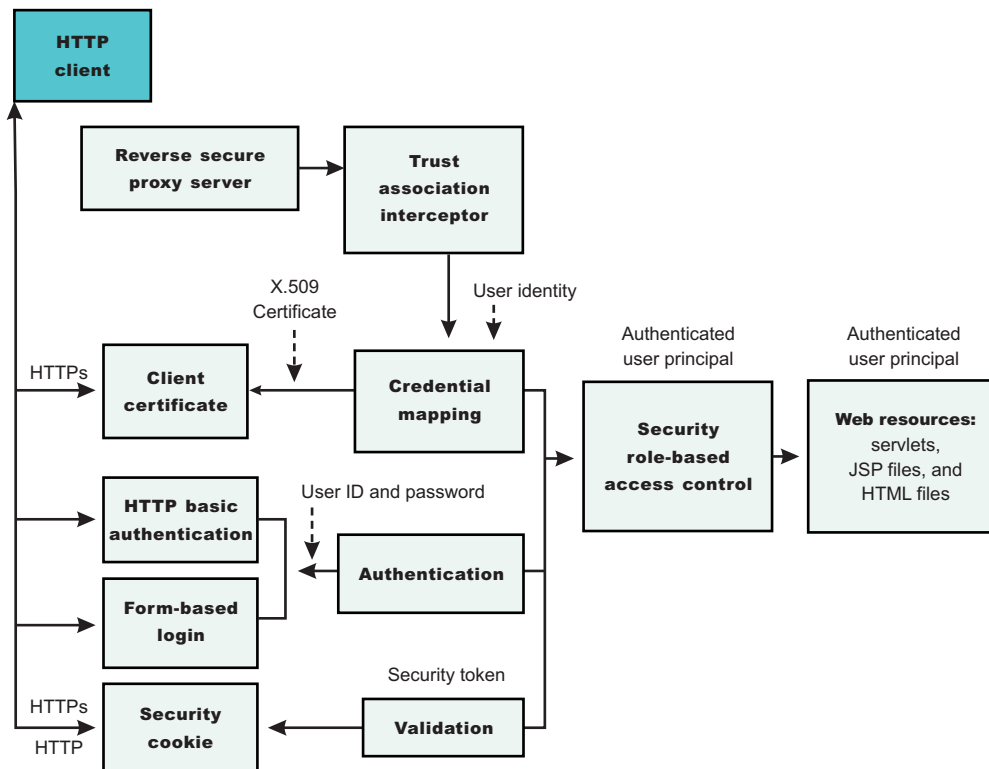 HTTP
client
Reverse secure
proxy server
Trust
association
interceptor
X.509
Certificate
User identity
Authenticated
user principal
Authenticated
user principal
HTTPs
Client
certificate
Credential
mapping
Security
role-based
access control
Web resources:
servlets,
JSP files, and
HTML files
HTTP basic
authentication
User ID and password
Authentication
Form-based
login
Security token
HTTPs
HTTP
Security
cookie
Validation